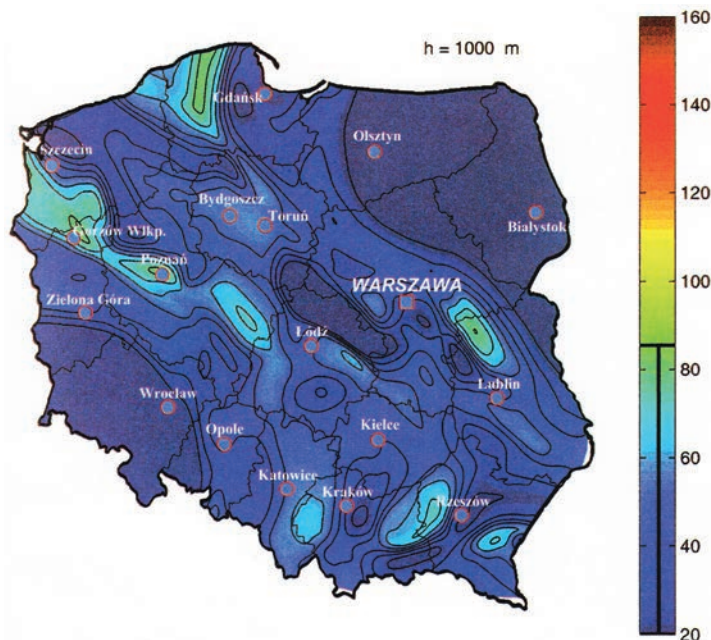 h = 1000 m
Gdańsk
Szczecin
Olsztyn
Bydgoszcz
Toruń
Białystok
Gorzów Wlkp.
Poznań
WARSZAWA
Zielona Góra
Łódź
Wrocław
Lublin
Opole
Kielce
Katowice
Kraków
Rzeszów
160
140
120
100
80
60
40
20